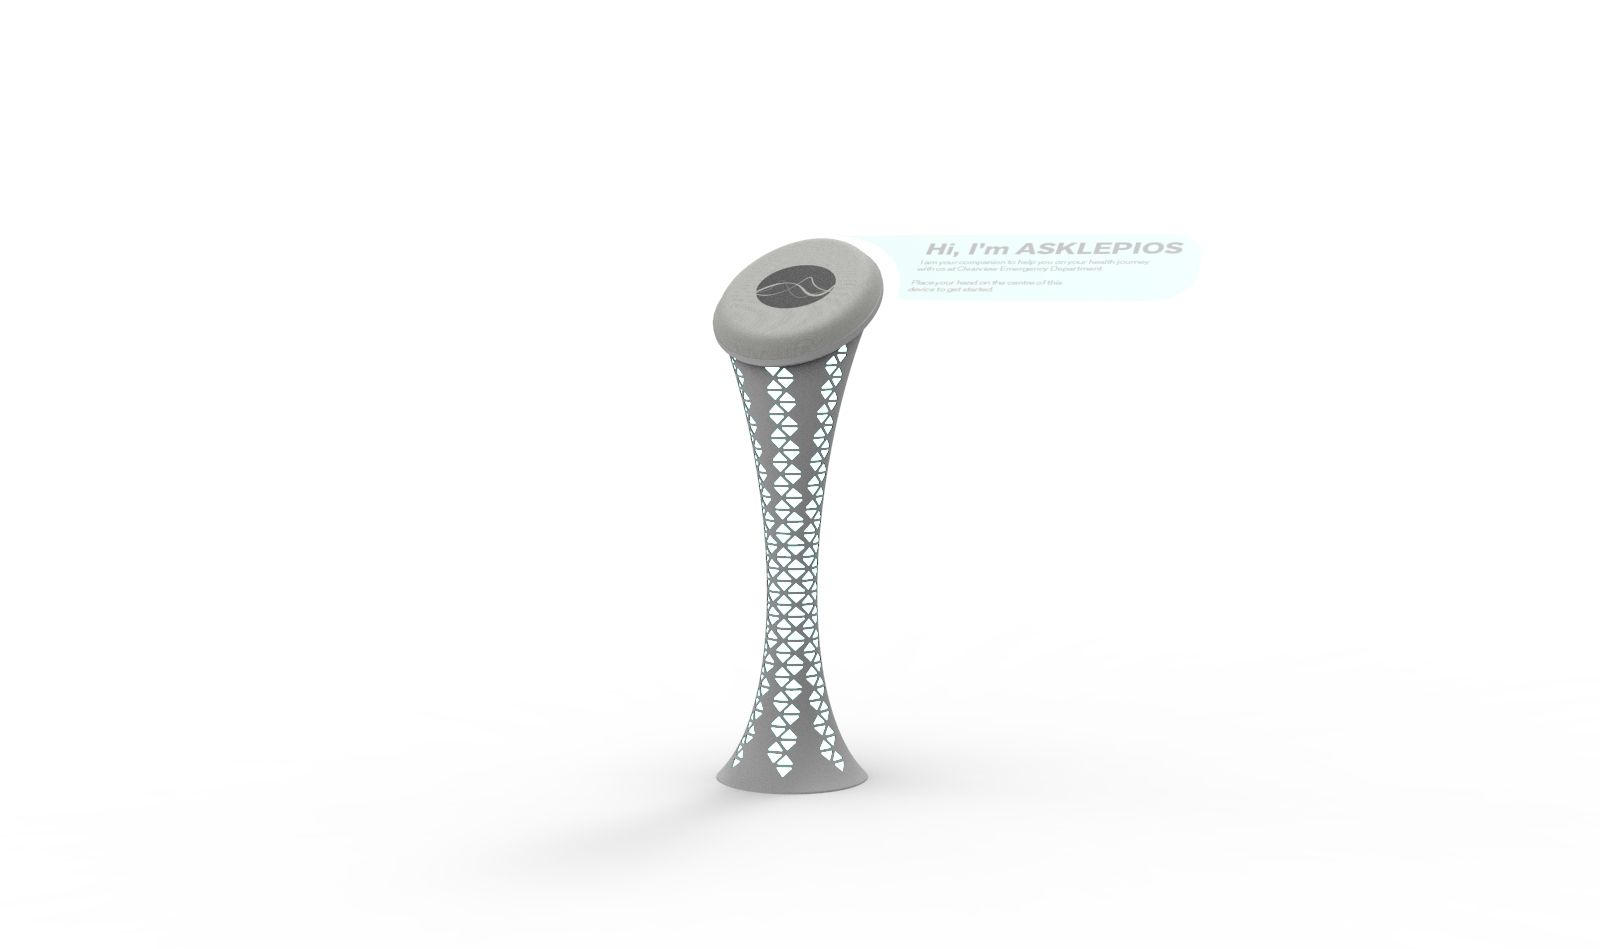 Hi, I'm ASKLEPIOS
I am your companion to help you on your health journey
with us at Clearview Emergency Department
Place your hand on the centre of this
device to get started.